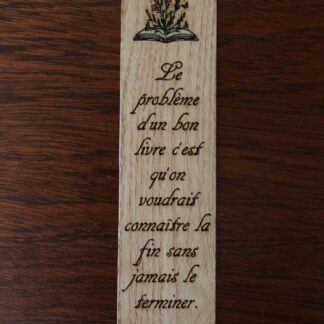 Le
problème
d'un bon
livre c'est
qu'on
voudrait
connaître la
fin sans
jamais le
terminer.